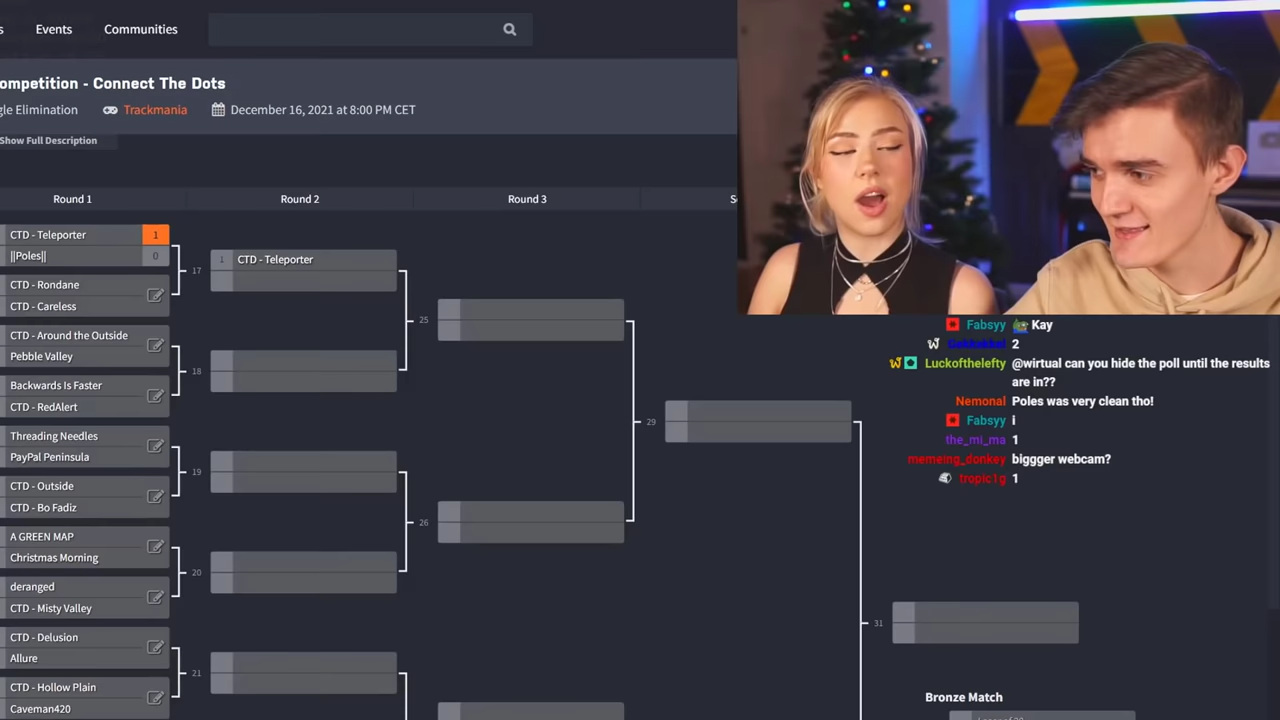 Events
Communities
ompetition - Connect The Dots
gle Elimination
Trackmania
December 16, 2021 at 8:00 PM CET
Show Full Description
Round 1
Round 2
Round 3
CTD - Teleporter 1
||Poles|| 0
CTD - Rondane
CTD - Careless
CTD - Around the Outside
Pebble Valley
Backwards Is Faster
CTD - RedAlert
Threading Needles
PayPal Peninsula
CTD - Outside
CTD - Bo Fadiz
A GREEN MAP
Christmas Morning
deranged
CTD - Misty Valley
CTD - Delusion
Allure
CTD - Hollow Plain
Caveman420
17
18
19
20
21
1 CTD - Teleporter
25
26
29
31
Bronze Match
Fabsyy Kay
2
Luckofthelefty @wirtual can you hide the poll until the results
are in??
Nemonal Poles was very clean tho!
Fabsyy i
the_mi_ma 1
memeing_donkey biggger webcam?
tropic1g 1